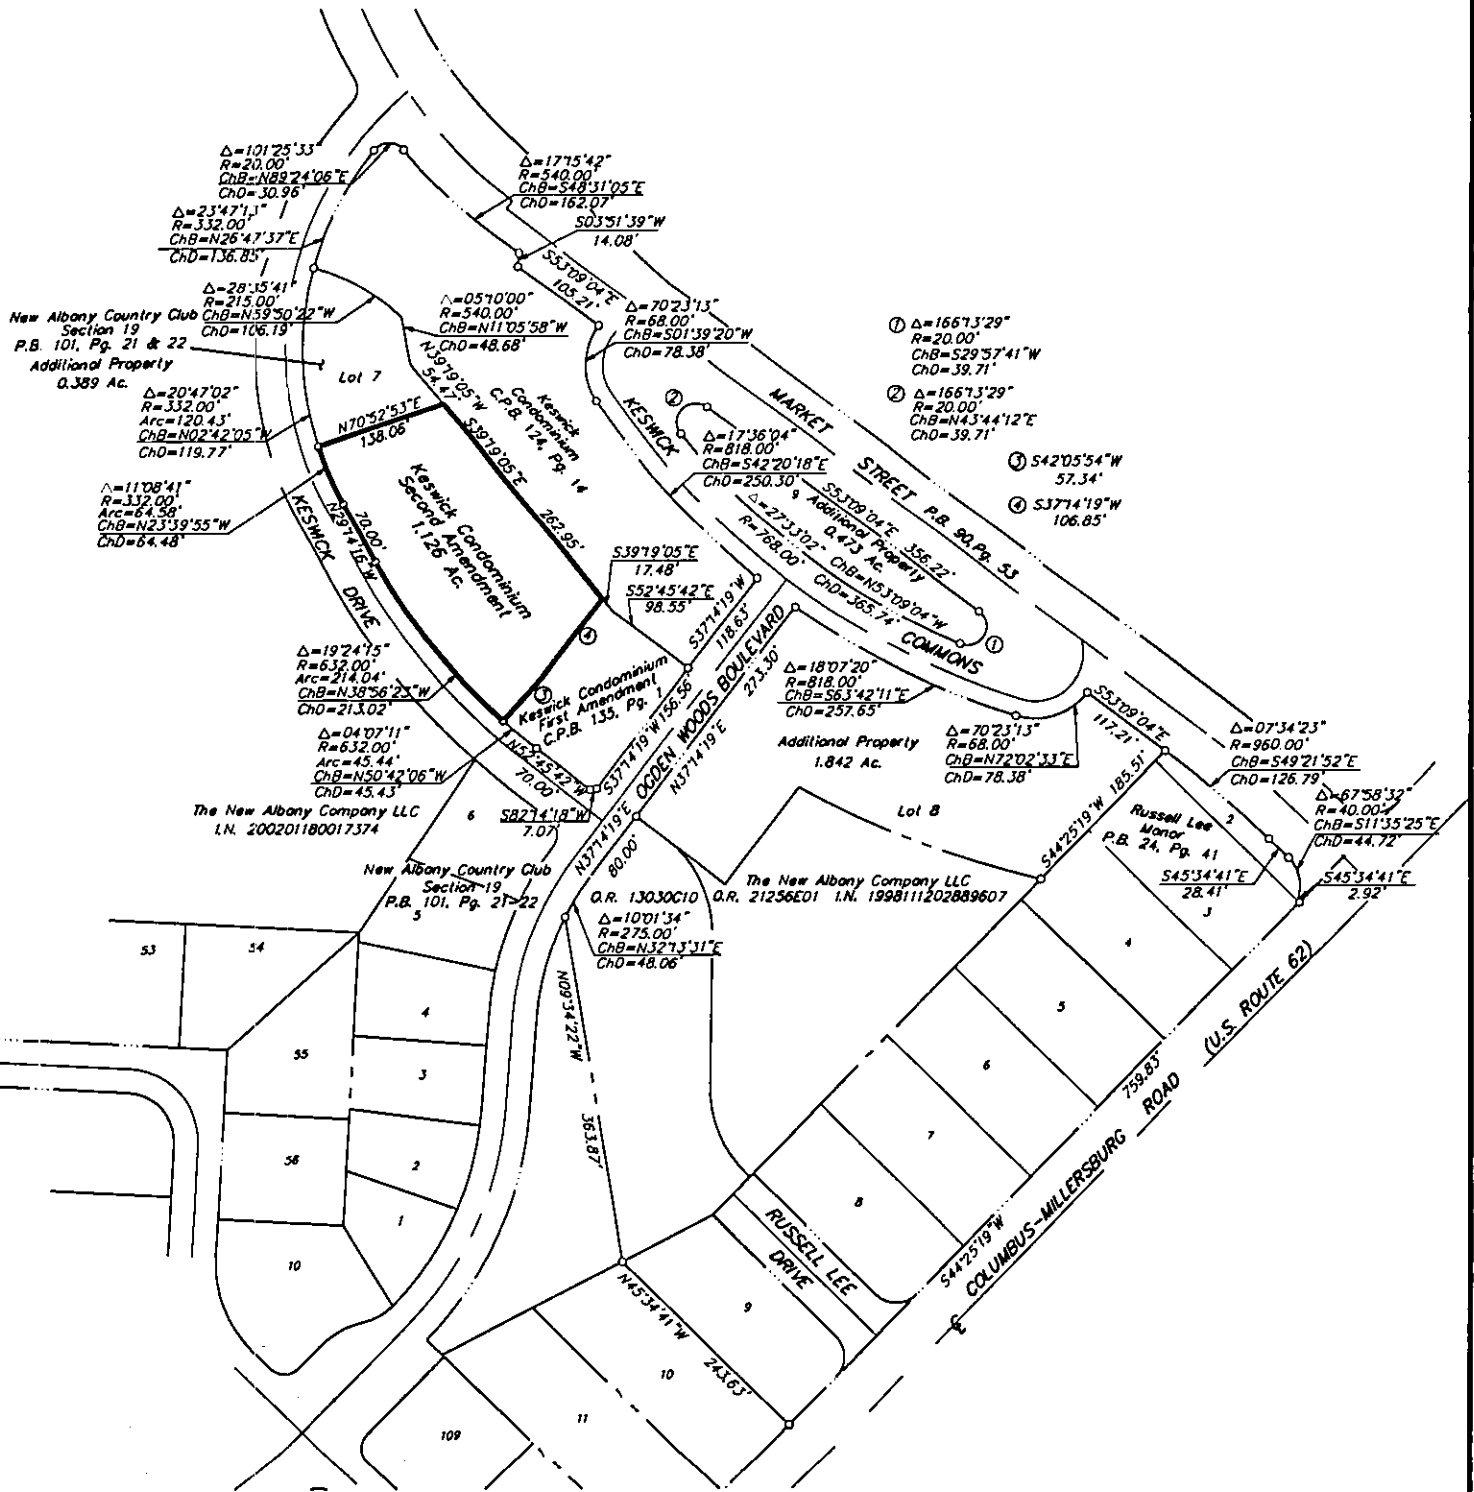 Δ=101°25'33"
R=20.00'
ChB=N89°24'06"E
ChD=30.96'
Δ=17°15'42"
R=540.00'
ChB=S48°31'05"E
ChD=162.07'
S03°51'39"W
14.08'
Δ=23°47'13"
R=332.00'
ChB=N26°47'37"E
ChD=136.85'
S53°09'04"E
105.21'
Δ=28°35'41"
R=215.00'
ChB=N59°50'22"W
ChD=106.19'
New Albany Country Club
Section 19
P.B. 101, Pg. 21 & 22
Additional Property
0.389 Ac.
Δ=05°10'00"
R=540.00'
ChB=N11°05'58"W
ChD=48.68'
Δ=70°23'13"
R=68.00'
ChB=S01°39'20"W
ChD=78.38'
① Δ=166°13'29"
R=20.00'
ChB=S29°57'41"W
ChD=39.71'
② Δ=166°13'29"
R=20.00'
ChB=N43°44'12"E
ChD=39.71'
③ S42°05'54"W
57.34'
④ S37°14'19"W
106.85'
Lot 7
N39°19'05"W
54.47'
Keswick
Condominium
C.P.B. 124, Pg. 14
Δ=20°47'02"
R=332.00'
Arc=120.43'
ChB=N02°42'05"W
ChD=119.77'
N70°52'53"E
138.06'
S39°19'05"E
262.95'
KESWICK
②
MARKET
STREET P.B. 90, Pg. 53
Δ=17°36'04"
R=818.00'
ChB=S42°20'18"E
ChD=250.30'
S53°09'04"E 356.22'
9 Additional Property
0.473 Ac.
Δ=27°33'02" ChB=N53°09'04"W
R=768.00' ChD=365.74'
①
COMMONS
Δ=11°08'41"
R=332.00'
Arc=64.58'
ChB=N23°39'55"W
ChD=64.48'
70.00'
N29°14'16"W
KESWICK
DRIVE
Keswick Condominium
Second Amendment
1.126 Ac.
S39°19'05"E
17.48'
S52°45'42"E
98.55'
④
S37°14'19"W
118.63'
Δ=19°24'15"
R=632.00'
Arc=214.04'
ChB=N38°56'23"W
ChD=213.02'
③
Keswick Condominium
First Amendment
C.P.B. 135, Pg. 1
Δ=04°07'11"
R=632.00'
Arc=45.44'
ChB=N50°42'06"W
ChD=45.43'
N52°45'42"W
70.00'
S37°14'19"W 156.56'
OGDEN WOODS BOULEVARD
273.30'
N37°14'19"E
Δ=18°07'20"
R=818.00'
ChB=S63°42'11"E
ChD=257.65'
Additional Property
1.842 Ac.
Δ=70°23'13"
R=68.00'
ChB=N72°02'33"E
ChD=78.38'
S53°09'04"E
117.21'
Δ=07°34'23"
R=960.00'
ChB=S49°21'52"E
ChD=126.79'
Δ=67°58'32"
R=40.00'
ChB=S11°35'25"E
ChD=44.72'
The New Albany Company LLC
I.N. 200201180017374
6
S82°14'18"W
7.07'
N37°14'19"E
80.00'
Lot 8
S44°25'19"W 185.51'
Russell Lee
Manor
P.B. 24, Pg. 41
2
S45°34'41"E
28.41'
3
S45°34'41"E
2.92'
New Albany Country Club
Section 19
P.B. 101, Pg. 21-22
5
O.R. 13030C10
The New Albany Company LLC
O.R. 21256E01 I.N. 199811120288​9607
Δ=10°01'34"
R=275.00'
ChB=N32°13'31"E
ChD=48.06'
53
54
4
N09°34'22"W
363.87'
4
5
6
7
8
(U.S. ROUTE 62)
759.83'
COLUMBUS-MILLERSBURG ROAD
S44°25'19"W
55
3
56
2
1
10
RUSSELL LEE
DRIVE
9
N45°34'41"W
243.63'
10
11
109